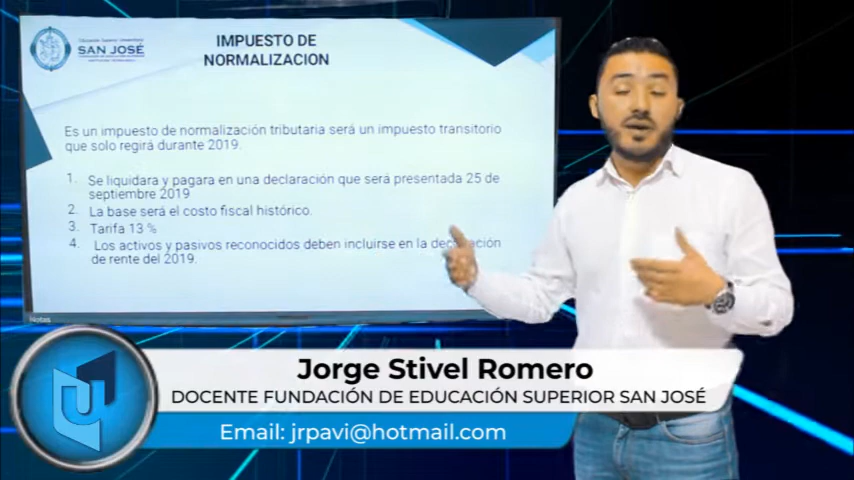 SAN JOSÉ
IMPUESTO DE
NORMALIZACION
Es un impuesto de normalización tributaria será un impuesto transitorio
que solo regirá durante 2019.
1. Se liquidara y pagara en una declaración que será presentada 25 de
septiembre 2019
2. La base será el costo fiscal histórico.
3. Tarifa 13 %
4. Los activos y pasivos reconocidos deben incluirse en la declaración
de rente del 2019.
Notas
Jorge Stivel Romero
DOCENTE FUNDACIÓN DE EDUCACIÓN SUPERIOR SAN JOSÉ
Email: jrpavi@hotmail.com